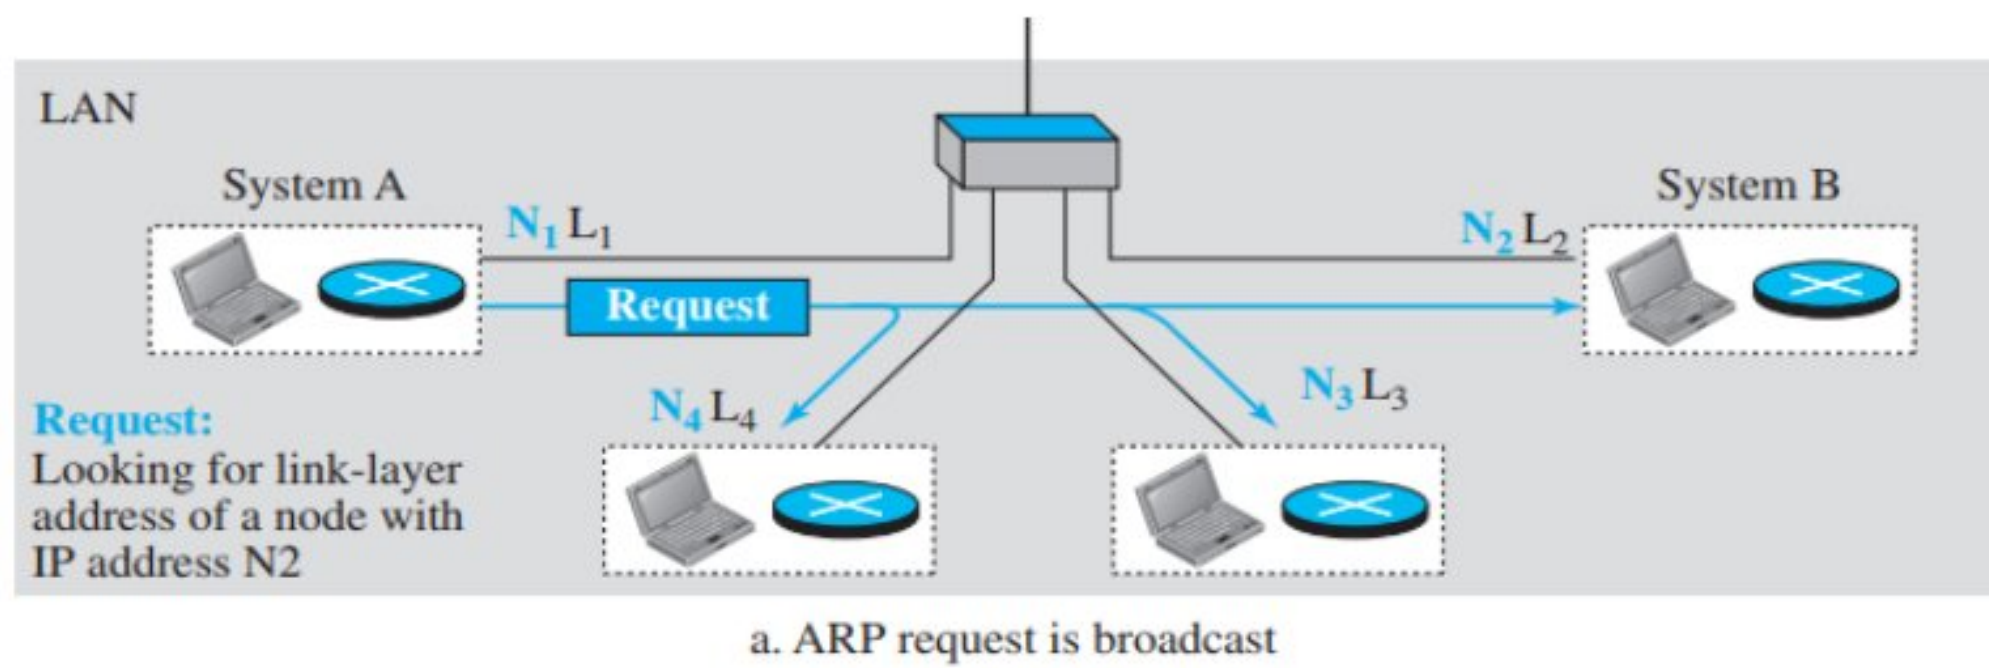 LAN
System A
System B
N₁ L₁
N₂ L₂
Request
N₄ L₄
N₃ L₃
Request:
Looking for link-layer
address of a node with
IP address N2
a. ARP request is broadcast